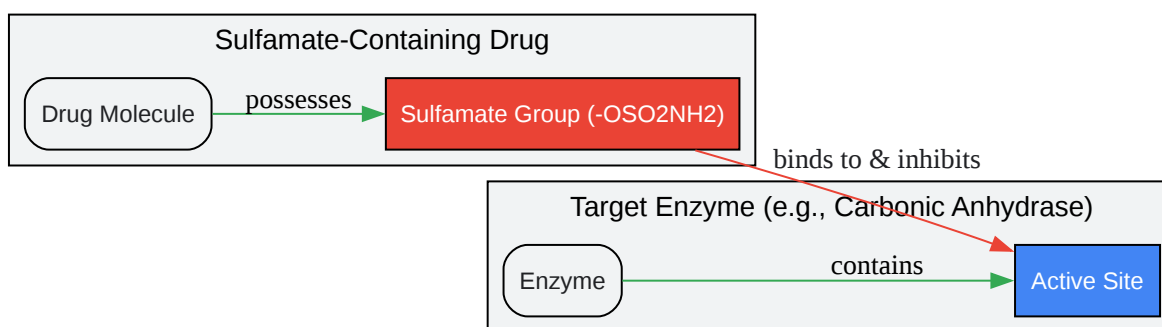 Sulfamate-Containing Drug
Drug Molecule
possesses
Sulfamate Group (-OSO2NH2)
binds to & inhibits
Target Enzyme (e.g., Carbonic Anhydrase)
Enzyme
contains
Active Site